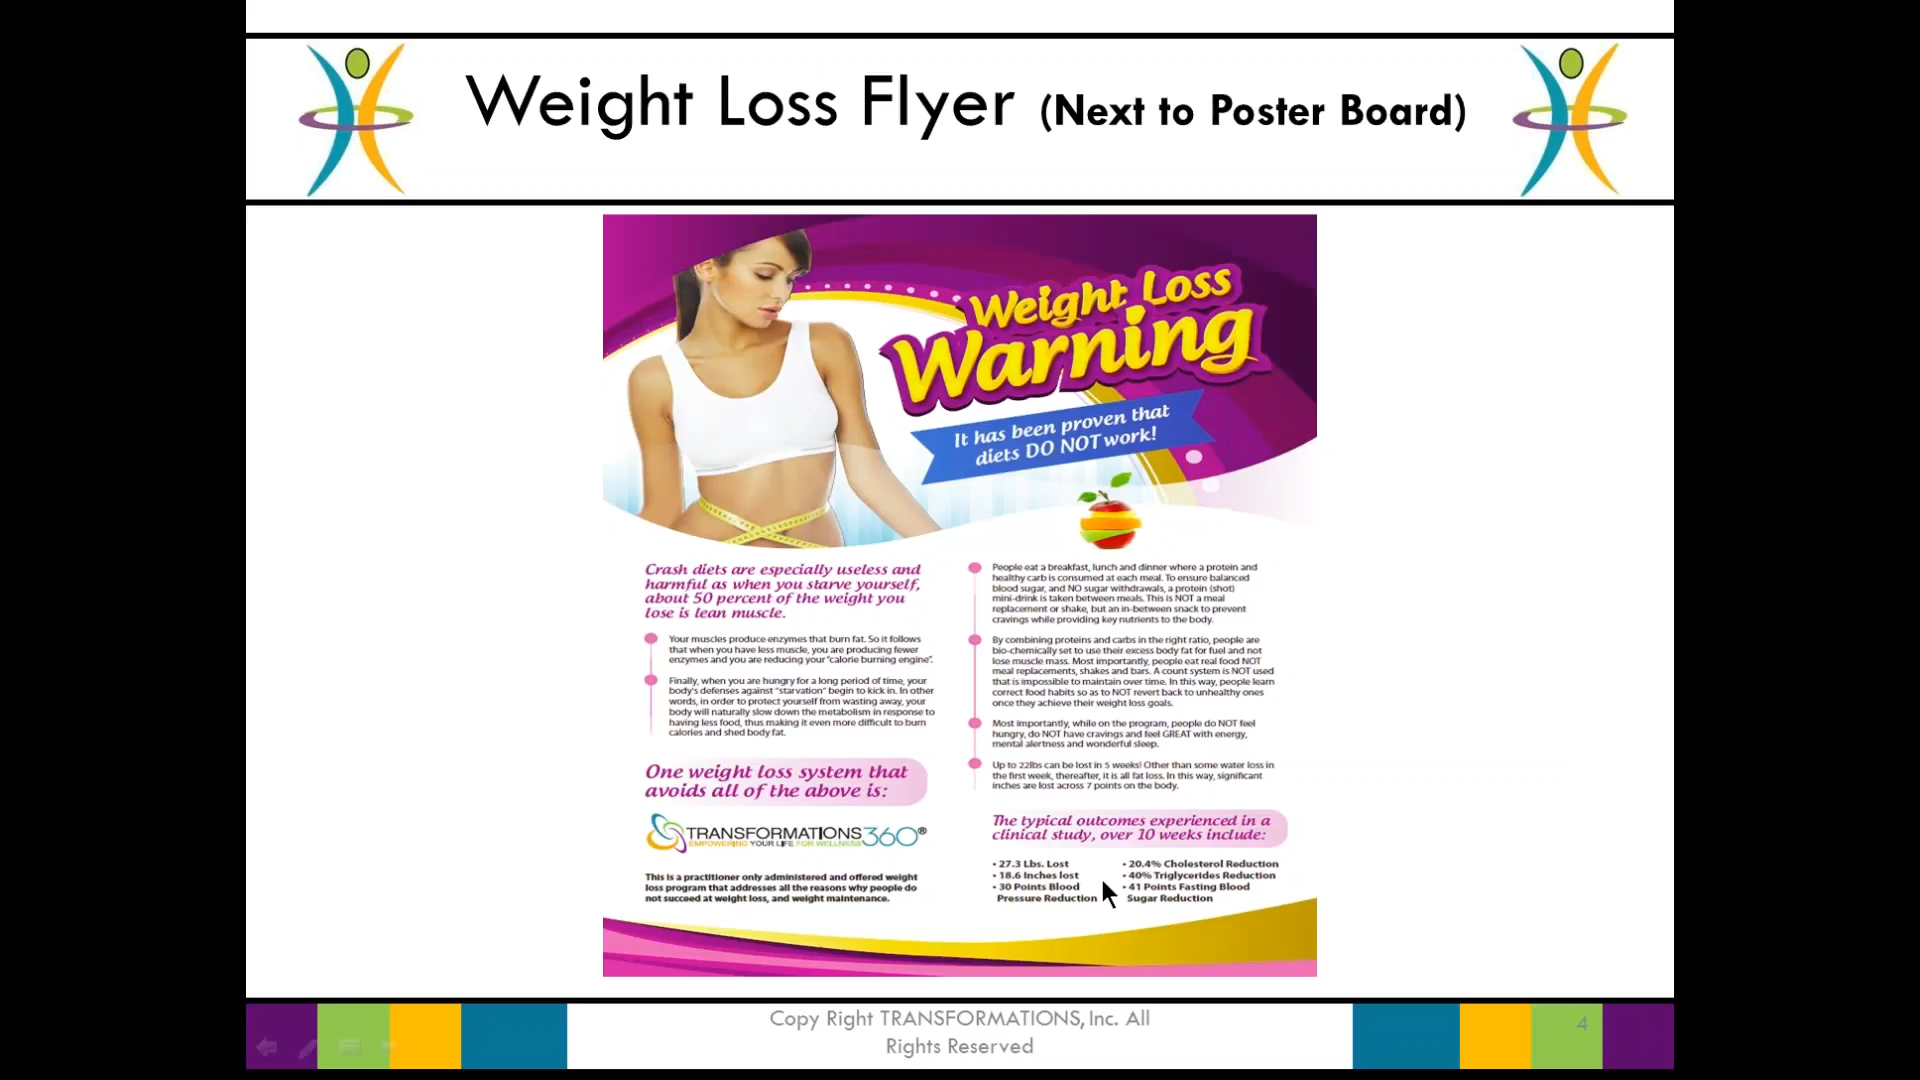 Weight Loss Flyer (Next to Poster Board)
Weight Loss
Warning
It has been proven that
diets DO NOT work!
Crash diets are especially useless and
harmful as when you starve yourself,
about 50 percent of the weight you
lose is lean muscle.
Your muscles produce enzymes that burn fat. So it follows
that when you have less muscle, you are producing fewer
enzymes and you are reducing your "calorie burning engine".
Finally, when you are hungry for a long period of time, your
body's defenses against "starvation" begin to kick in. In other
words, in order to protect yourself from wasting away, your
body will naturally slow down the metabolism in response to
having less food, thus making it even more difficult to burn
calories and shed body fat.
One weight loss system that
avoids all of the above is:
TRANSFORMATIONS360®
EMPOWERING YOUR LIFE FOR WELLNESS
This is a practitioner only administered and offered weight
loss program that addresses all the reasons why people do
not succeed at weight loss, and weight maintenance.
People eat a breakfast, lunch and dinner where a protein and
healthy carb is consumed at each meal. To ensure balanced
blood sugar, and NO sugar withdrawals, a protein (shot)
mini-drink is taken between meals. This is NOT a meal
replacement or shake, but an in-between snack to prevent
cravings while providing key nutrients to the body.
By combining proteins and carbs in the right ratio, people are
bio-chemically set to use their excess body fat for fuel and not
lose muscle mass. Most importantly, people eat real food NOT
meal replacements, shakes and bars. A count system is NOT used
that is impossible to maintain over time. In this way, people learn
correct food habits so as to NOT revert back to unhealthy ones
once they achieve their weight loss goals.
Most importantly, while on the program, people do NOT feel
hungry, do NOT have cravings and feel GREAT with energy,
mental alertness and wonderful sleep.
Up to 22lbs can be lost in 5 weeks! Other than some water loss in
the first week, thereafter, it is all fat loss. In this way, significant
inches are lost across 7 points on the body.
The typical outcomes experienced in a
clinical study, over 10 weeks include:
• 27.3 Lbs. Lost
• 18.6 Inches lost
• 30 Points Blood
Pressure Reduction
• 20.4% Cholesterol Reduction
• 40% Triglycerides Reduction
• 41 Points Fasting Blood
Sugar Reduction
Copy Right TRANSFORMATIONS, Inc. All
Rights Reserved
4